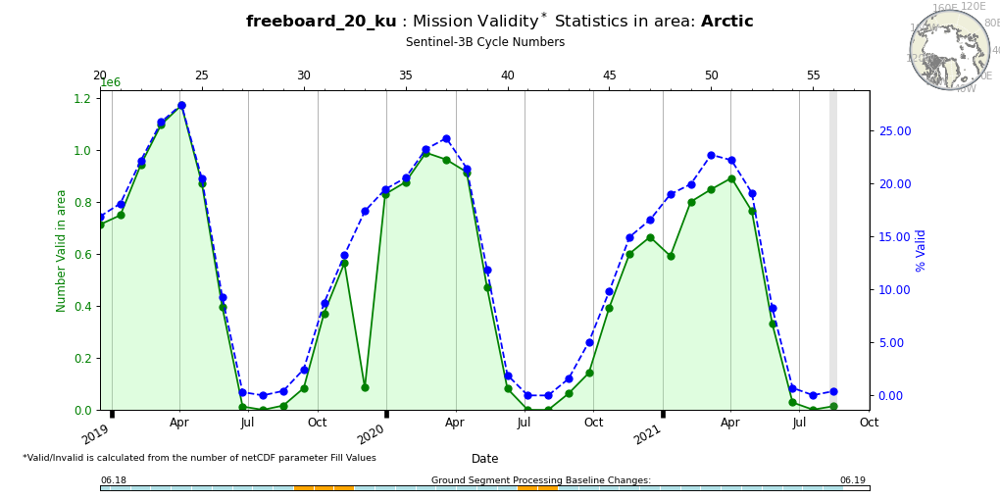 freeboard_20_ku : Mission Validity* Statistics in area: Arctic
Sentinel-3B Cycle Numbers
20 25 30 35 40 45 50 55
1e6
1.2
1.0
0.8
0.6
0.4
0.2
0.0
Number Valid in area
25.00
20.00
15.00
10.00
5.00
0.00
% Valid
2019 Apr Jul Oct 2020 Apr Jul Oct 2021 Apr Jul Oct
*Valid/Invalid is calculated from the number of netCDF parameter Fill Values
Date
06.18 Ground Segment Processing Baseline Changes: 06.19
160E 120E
80E
40W